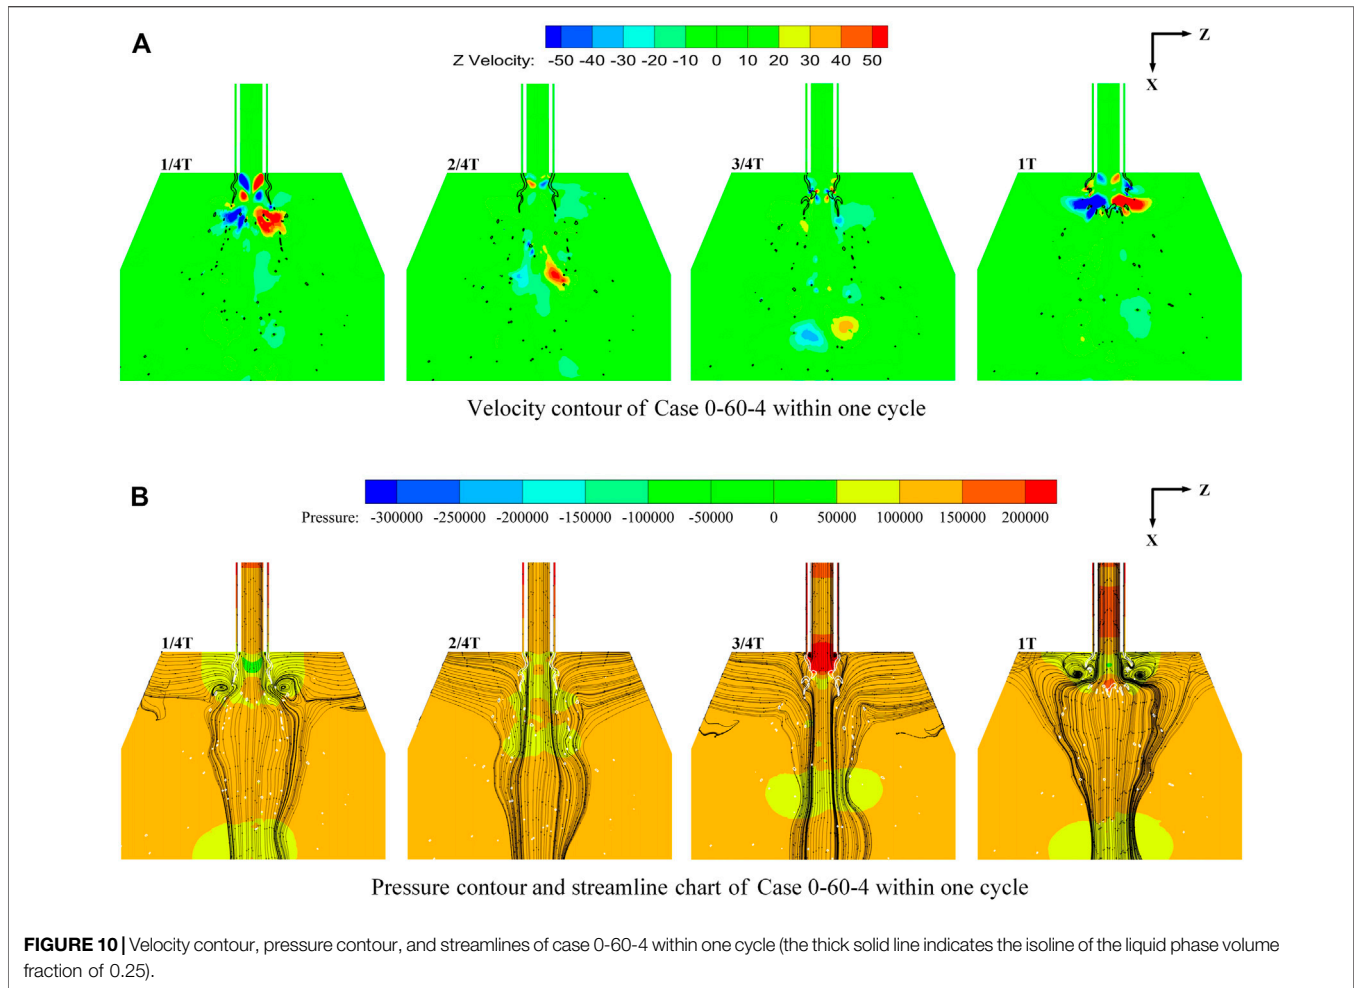 A
Z Velocity: -50 -40 -30 -20 -10 0 10 20 30 40 50
Z
X
1/4T 2/4T 3/4T 1T
Velocity contour of Case 0-60-4 within one cycle
B
Pressure: -300000 -250000 -200000 -150000 -100000 -50000 0 50000 100000 150000 200000
Z
X
1/4T 2/4T 3/4T 1T
Pressure contour and streamline chart of Case 0-60-4 within one cycle
FIGURE 10 | Velocity contour, pressure contour, and streamlines of case 0-60-4 within one cycle (the thick solid line indicates the isoline of the liquid phase volume
fraction of 0.25).